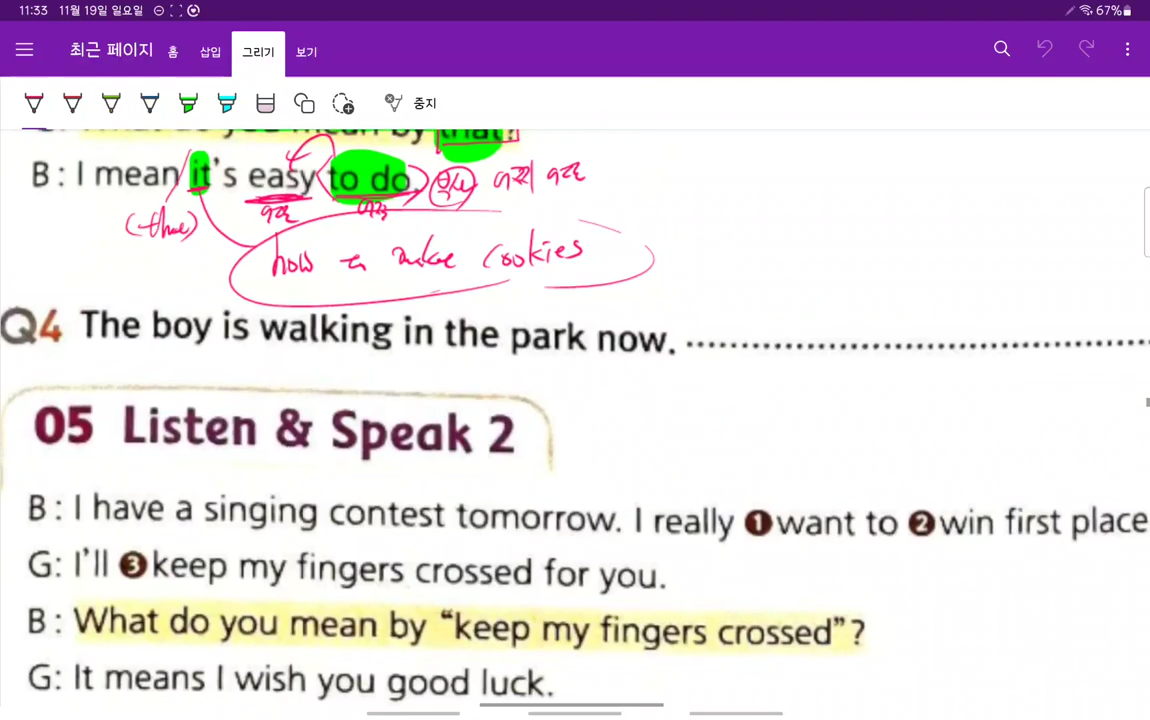 11:33 11월 19일 일요일 67%
최근 페이지 홈 삽입 그리기 보기
중지
you mean by that?
B : I mean it's easy to do.
how to make cookies
Q4 The boy is walking in the park now.
05 Listen & Speak 2
B : I have a singing contest tomorrow. I really ❶want to ❷win first place
G: I'll ❸keep my fingers crossed for you.
B : What do you mean by “keep my fingers crossed”?
G: It means I wish you good luck.